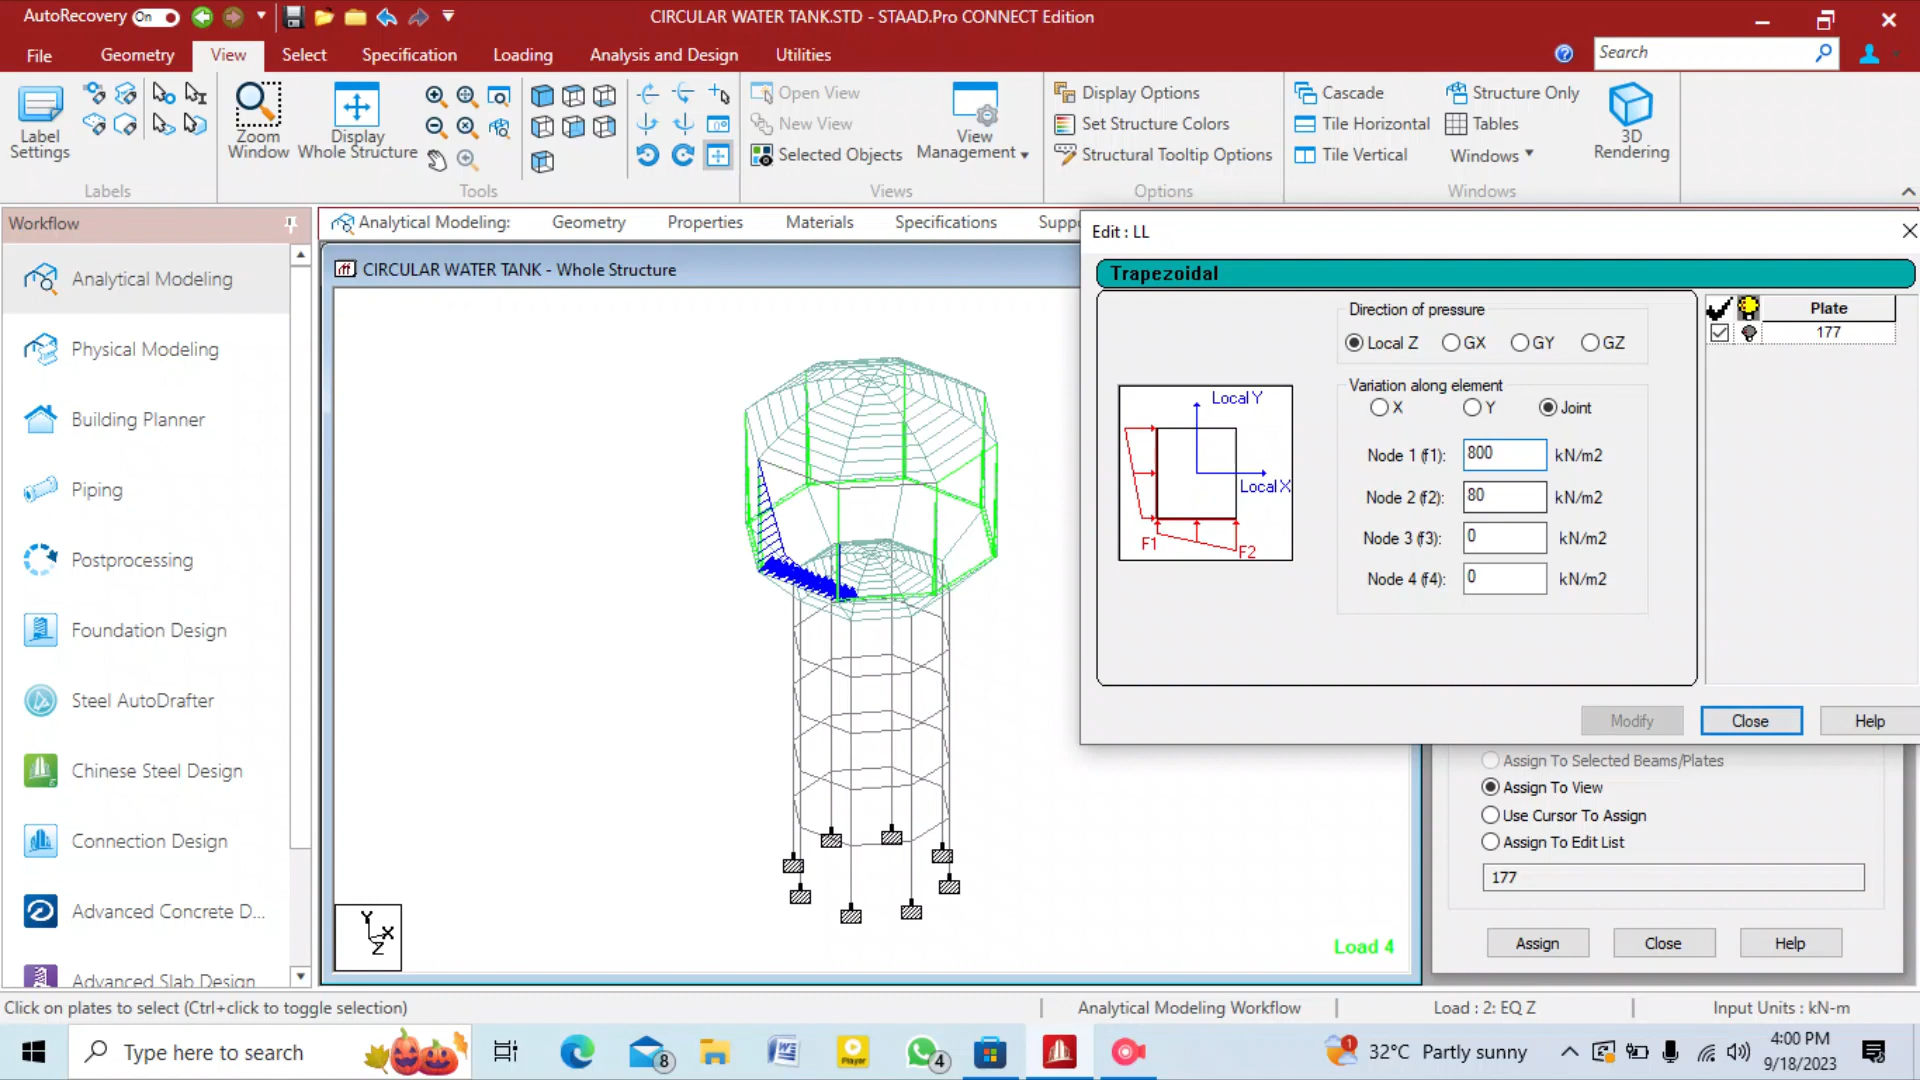 AutoRecovery On
CIRCULAR WATER TANK.STD - STAAD.Pro CONNECT Edition
File Geometry View Select Specification Loading Analysis and Design Utilities
Search
Label Settings
Labels
Zoom Window
Display Whole Structure
Tools
Open View
New View
Selected Objects
View Management
Views
Display Options
Set Structure Colors
Structural Tooltip Options
Options
Cascade
Tile Horizontal
Tile Vertical
Structure Only
Tables
Windows
Windows
3D Rendering
Workflow
Analytical Modeling
Physical Modeling
Building Planner
Piping
Postprocessing
Foundation Design
Steel AutoDrafter
Chinese Steel Design
Connection Design
Advanced Concrete D...
Advanced Slab Design
Analytical Modeling: Geometry Properties Materials Specifications Supp
CIRCULAR WATER TANK - Whole Structure
Y
X
Z
Load 4
Edit : LL
Trapezoidal
Direction of pressure
Local Z GX GY GZ
Variation along element
X Y Joint
Node 1 (f1): 800 kN/m2
Node 2 (f2): 80 kN/m2
Node 3 (f3): 0 kN/m2
Node 4 (f4): 0 kN/m2
Local Y
Local X
F1
F2
Plate
177
Modify Close Help
Assign To Selected Beams/Plates
Assign To View
Use Cursor To Assign
Assign To Edit List
177
Assign Close Help
Click on plates to select (Ctrl+click to toggle selection)
Analytical Modeling Workflow
Load : 2: EQ Z
Input Units : kN-m
Type here to search
8
Player
4
1
32°C Partly sunny
4:00 PM
9/18/2023